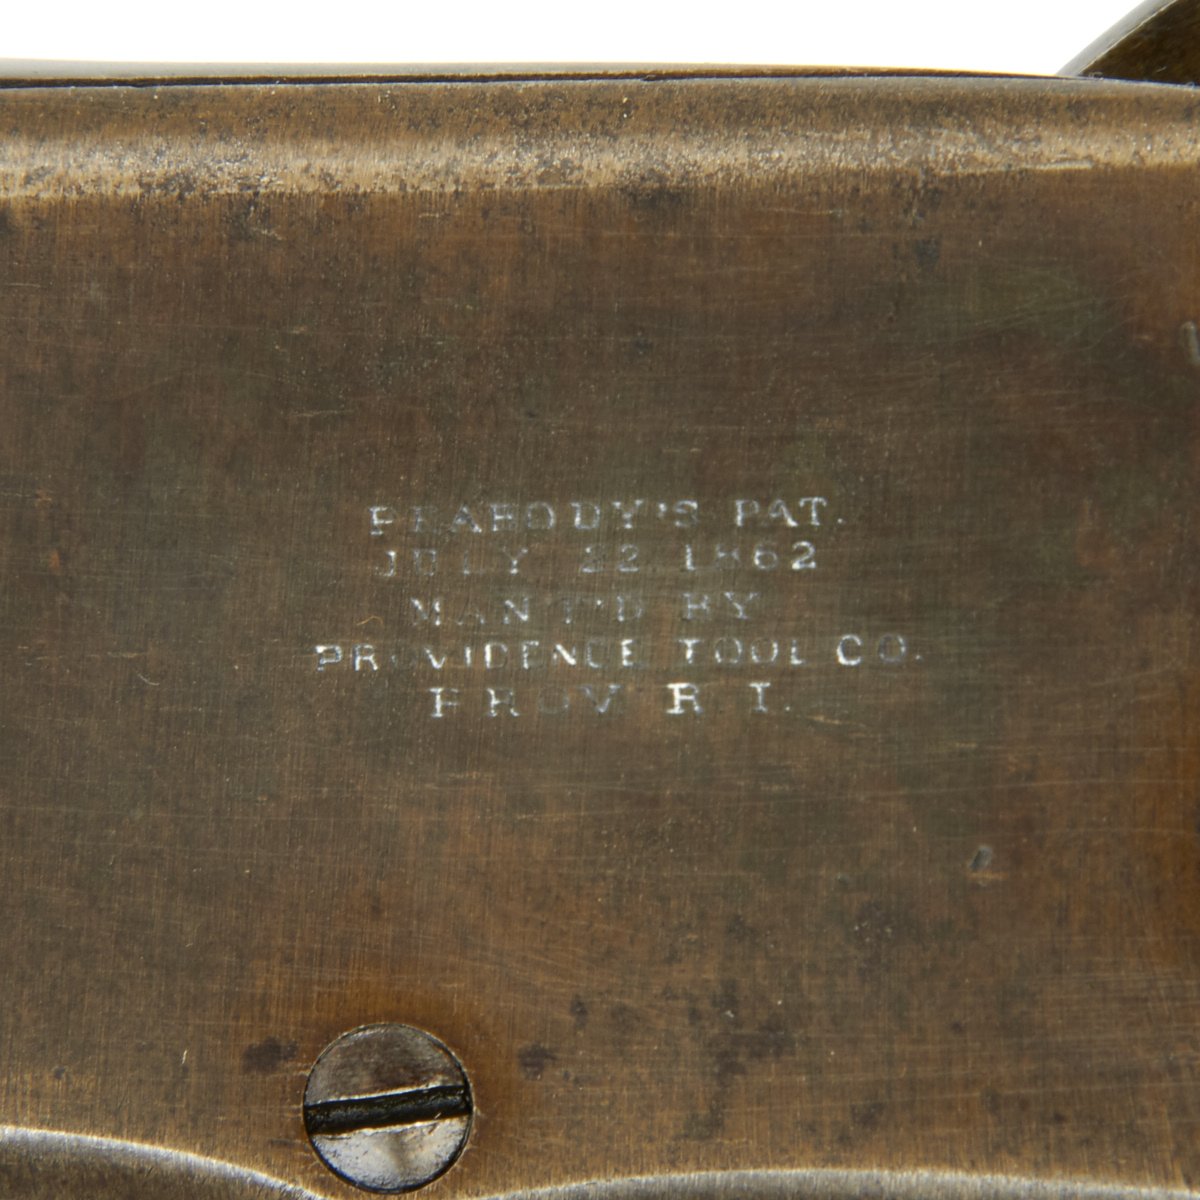 PEABODY'S PAT.
JULY 22 1862
MAN'F'D BY
PROVIDENCE TOOL CO.
PROV R.I.